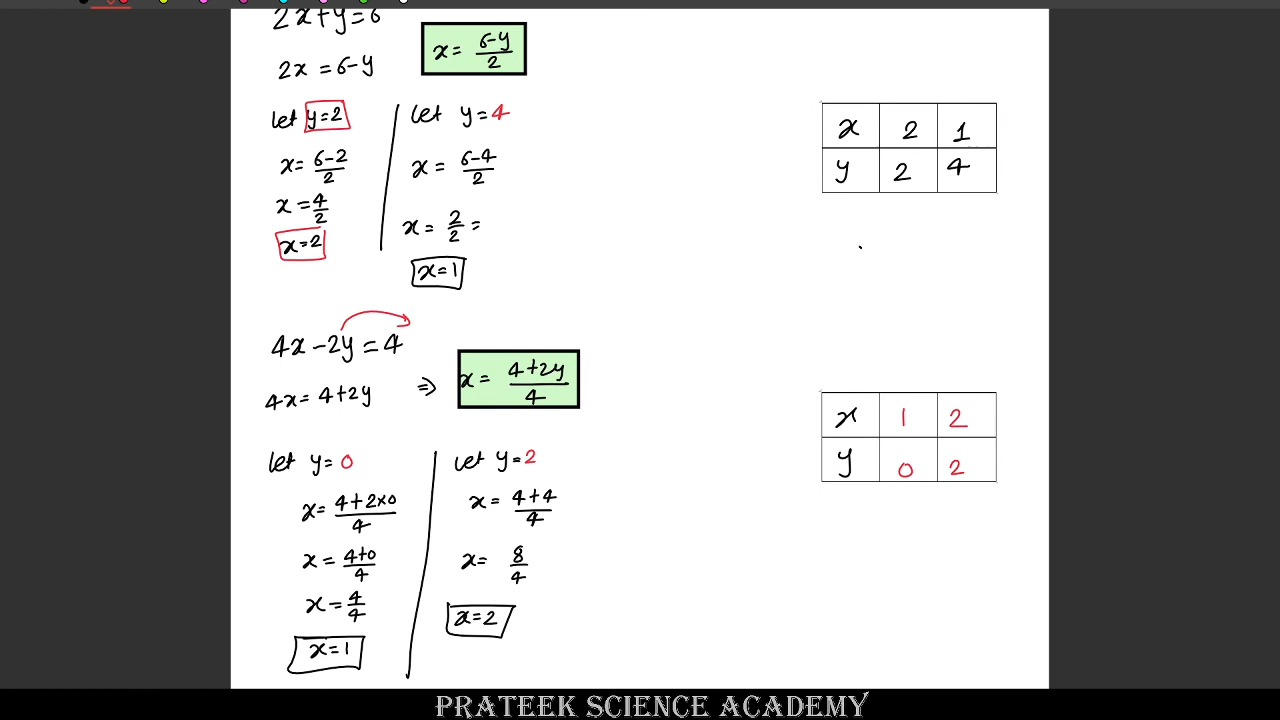 2x+y=6
2x = 6-y
x = (6-y)/2
let y=2
x = (6-2)/2
x = 4/2
x=2
let y=4
x = (6-4)/2
x = 2/2 =
x=1
x 2 1
y 2 4
4x-2y=4
4x = 4+2y ⇒ x = (4+2y)/4
let y=0
x = (4+2×0)/4
x = (4+0)/4
x = 4/4
x=1
let y=2
x = (4+4)/4
x = 8/4
x=2
x 1 2
y 0 2
PRATEEK SCIENCE ACADEMY